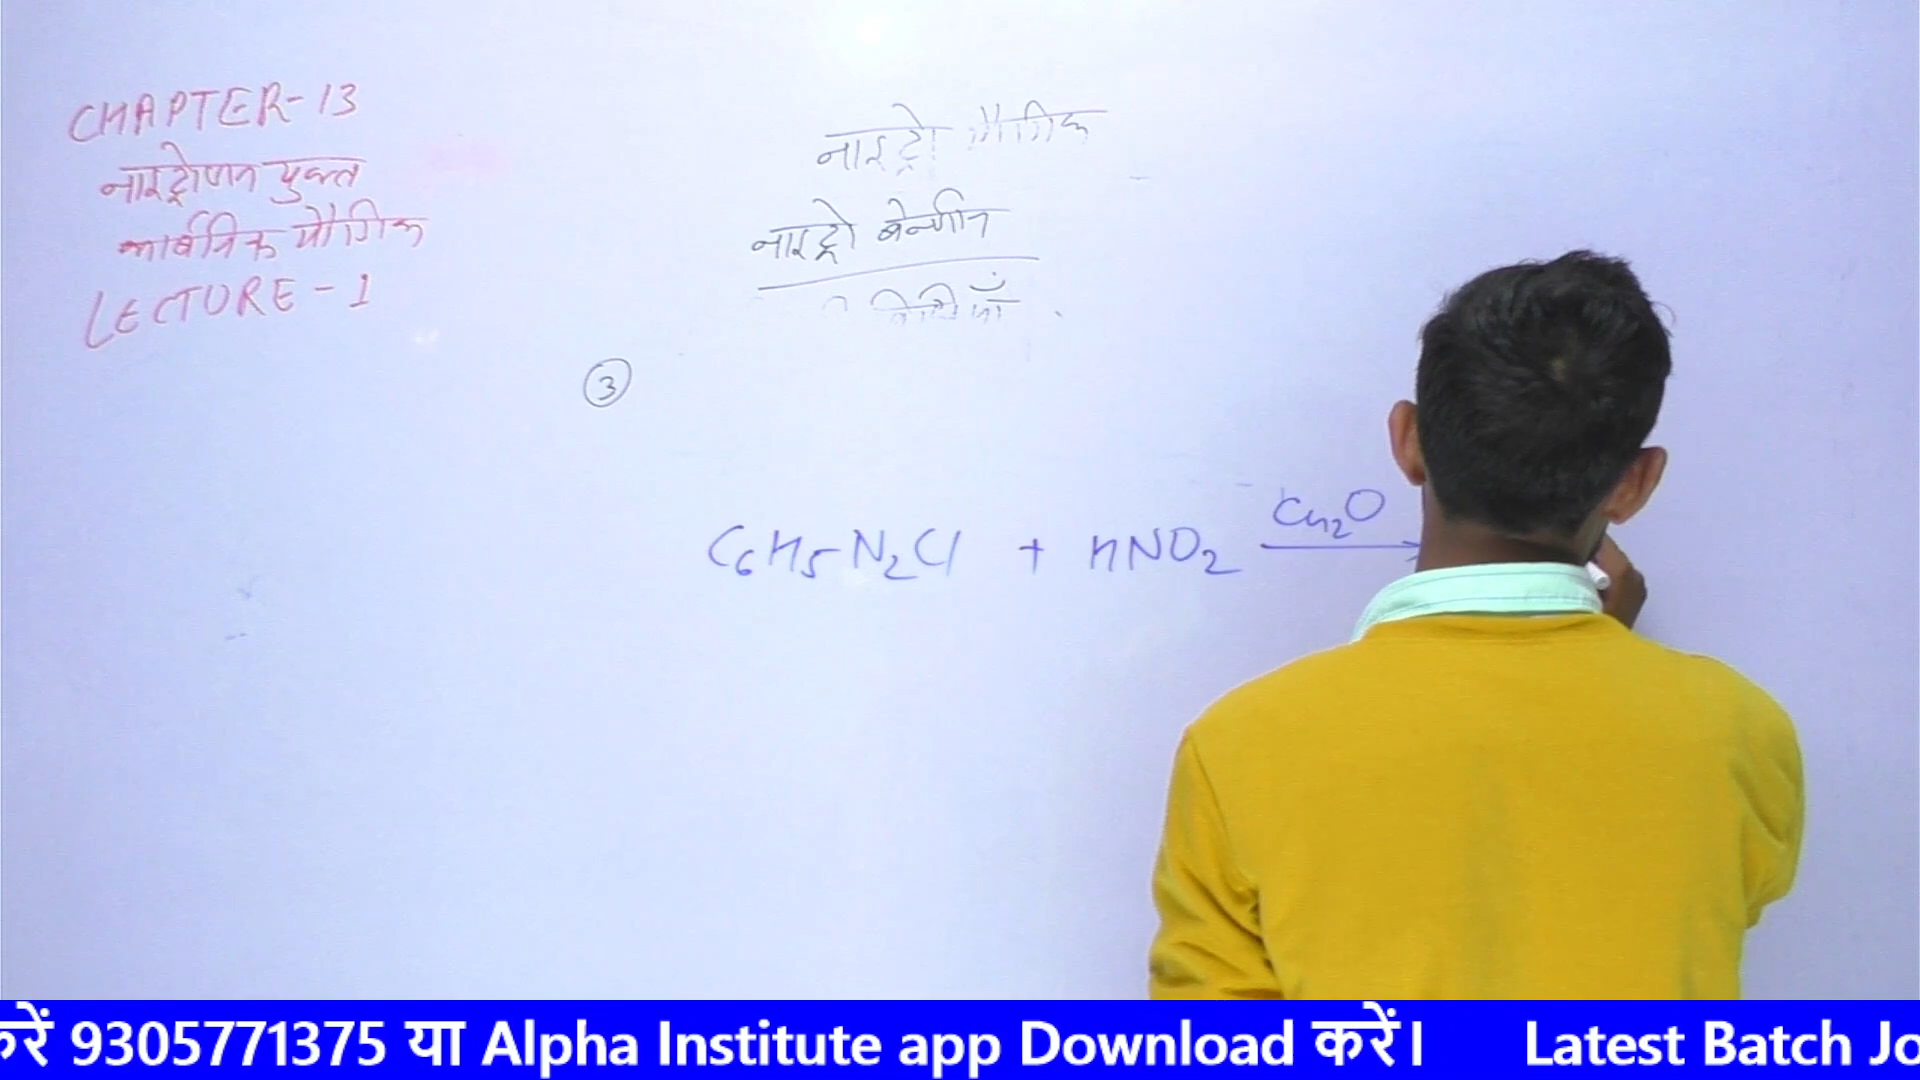 CHAPTER-13
नाइट्रोजन युक्त
कार्बनिक यौगिक
LECTURE-1
नाइट्रो यौगिक
नाइट्रो बेन्जीन
विधियाँ
③
C₆H₅N₂Cl + HNO₂ Cu₂O →
करें 9305771375 या Alpha Institute app Download करें। Latest Batch Jo